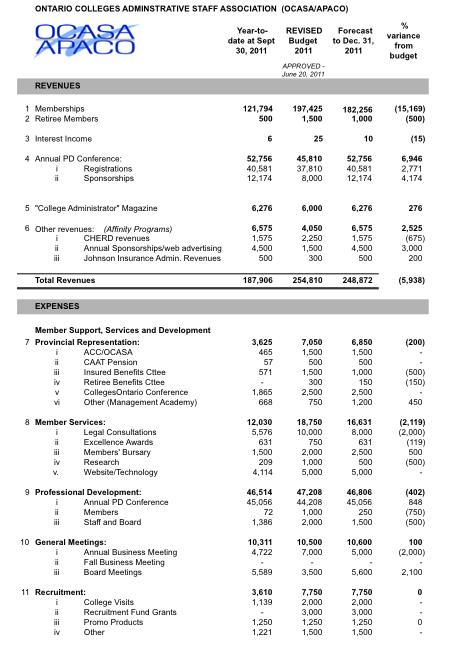 ONTARIO COLLEGES ADMINSTRATIVE STAFF ASSOCIATION (OCASA/APACO)
OCASA
APACO
Year-to-date at Sept 30, 2011 REVISED Budget 2011 Forecast to Dec. 31, 2011 % variance from budget
APPROVED - June 20, 2011
REVENUES
1 Memberships 121,794 197,425 182,256 (15,169)
2 Retiree Members 500 1,500 1,000 (500)
3 Interest Income 6 25 10 (15)
4 Annual PD Conference: 52,756 45,810 52,756 6,946
i Registrations 40,581 37,810 40,581 2,771
ii Sponsorships 12,174 8,000 12,174 4,174
5 "College Administrator" Magazine 6,276 6,000 6,276 276
6 Other revenues: (Affinity Programs) 6,575 4,050 6,575 2,525
i CHERD revenues 1,575 2,250 1,575 (675)
ii Annual Sponsorships/web advertising 4,500 1,500 4,500 3,000
iii Johnson Insurance Admin. Revenues 500 300 500 200
Total Revenues 187,906 254,810 248,872 (5,938)
EXPENSES
Member Support, Services and Development
7 Provincial Representation: 3,625 7,050 6,850 (200)
i ACC/OCASA 465 1,500 1,500 -
ii CAAT Pension 57 500 500 -
iii Insured Benefits Cttee 571 1,500 1,000 (500)
iv Retiree Benefits Cttee - 300 150 (150)
v CollegesOntario Conference 1,865 2,500 2,500 -
vi Other (Management Academy) 668 750 1,200 450
8 Member Services: 12,030 18,750 16,631 (2,119)
i Legal Consultations 5,576 10,000 8,000 (2,000)
ii Excellence Awards 631 750 631 (119)
iii Members' Bursary 1,500 2,000 2,500 500
iv Research 209 1,000 500 (500)
v. Website/Technology 4,114 5,000 5,000 -
9 Professional Development: 46,514 47,208 46,806 (402)
i Annual PD Conference 45,056 44,208 45,056 848
ii Members 72 1,000 250 (750)
iii Staff and Board 1,386 2,000 1,500 (500)
10 General Meetings: 10,311 10,500 10,600 100
i Annual Business Meeting 4,722 7,000 5,000 (2,000)
ii Fall Business Meeting - - - -
iii Board Meetings 5,589 3,500 5,600 2,100
11 Recruitment: 3,610 7,750 7,750 0
i College Visits 1,139 2,000 2,000 -
ii Recruitment Fund Grants - 3,000 3,000 -
iii Promo Products 1,250 1,250 1,250 0
iv Other 1,221 1,500 1,500 -